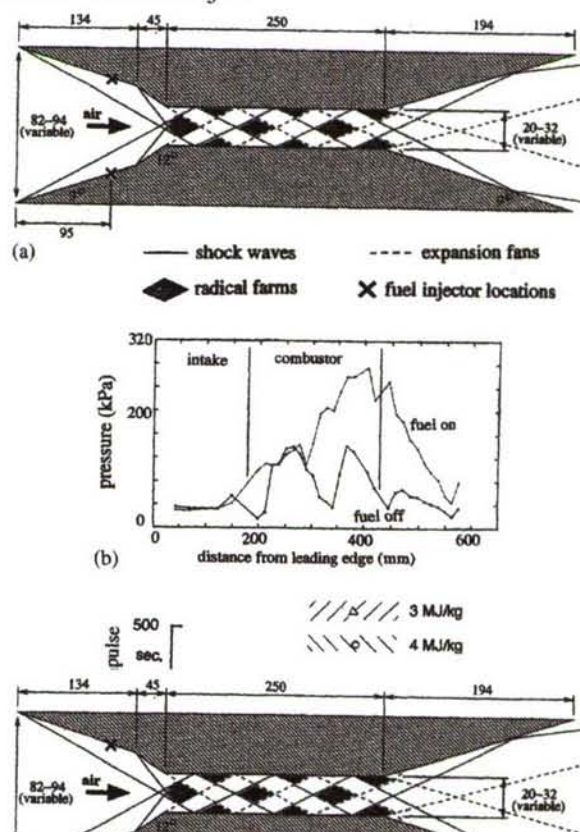 134 45 250 194
82–94
(variable)
air
20–32
(variable)
12°
9°
95
(a)
shock waves expansion fans
radical farms fuel injector locations
320
intake combustor
200
pressure (kPa)
fuel on
fuel off
0
0 200 400 600
(b) distance from leading edge (mm)
500
pulse
sec.
3 MJ/kg
4 MJ/kg
134 45 250 194
air
82–94
(variable)
20–32
(variable)